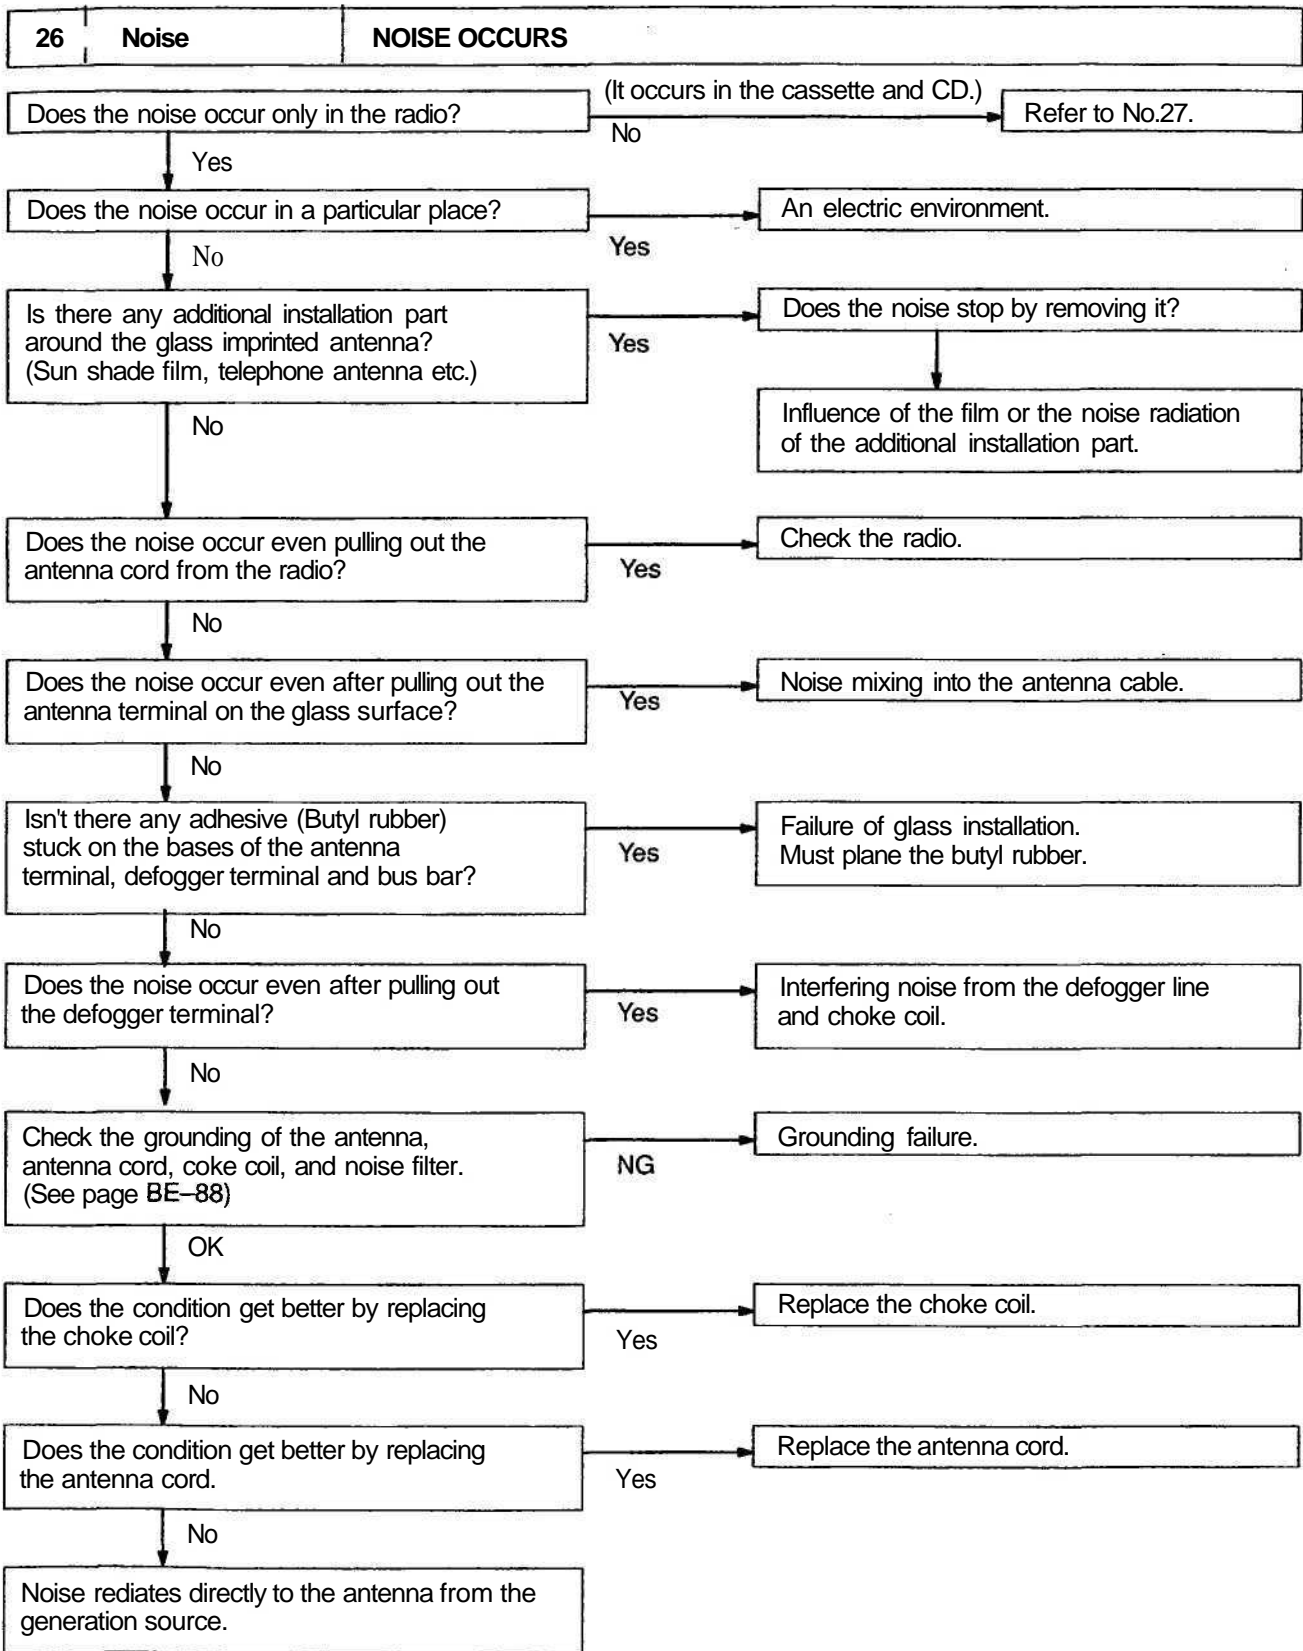 26 Noise NOISE OCCURS
Does the noise occur only in the radio?
(It occurs in the cassette and CD.)
No
Refer to No.27.
Yes
Does the noise occur in a particular place?
Yes
An electric environment.
No
Is there any additional installation part
around the glass imprinted antenna?
(Sun shade film, telephone antenna etc.)
Yes
Does the noise stop by removing it?
Influence of the film or the noise radiation
of the additional installation part.
No
Does the noise occur even pulling out the
antenna cord from the radio?
Yes
Check the radio.
No
Does the noise occur even after pulling out the
antenna terminal on the glass surface?
Yes
Noise mixing into the antenna cable.
No
Isn't there any adhesive (Butyl rubber)
stuck on the bases of the antenna
terminal, defogger terminal and bus bar?
Yes
Failure of glass installation.
Must plane the butyl rubber.
No
Does the noise occur even after pulling out
the defogger terminal?
Yes
Interfering noise from the defogger line
and choke coil.
No
Check the grounding of the antenna,
antenna cord, coke coil, and noise filter.
(See page BE–88)
NG
Grounding failure.
OK
Does the condition get better by replacing
the choke coil?
Yes
Replace the choke coil.
No
Does the condition get better by replacing
the antenna cord.
Yes
Replace the antenna cord.
No
Noise rediates directly to the antenna from the
generation source.